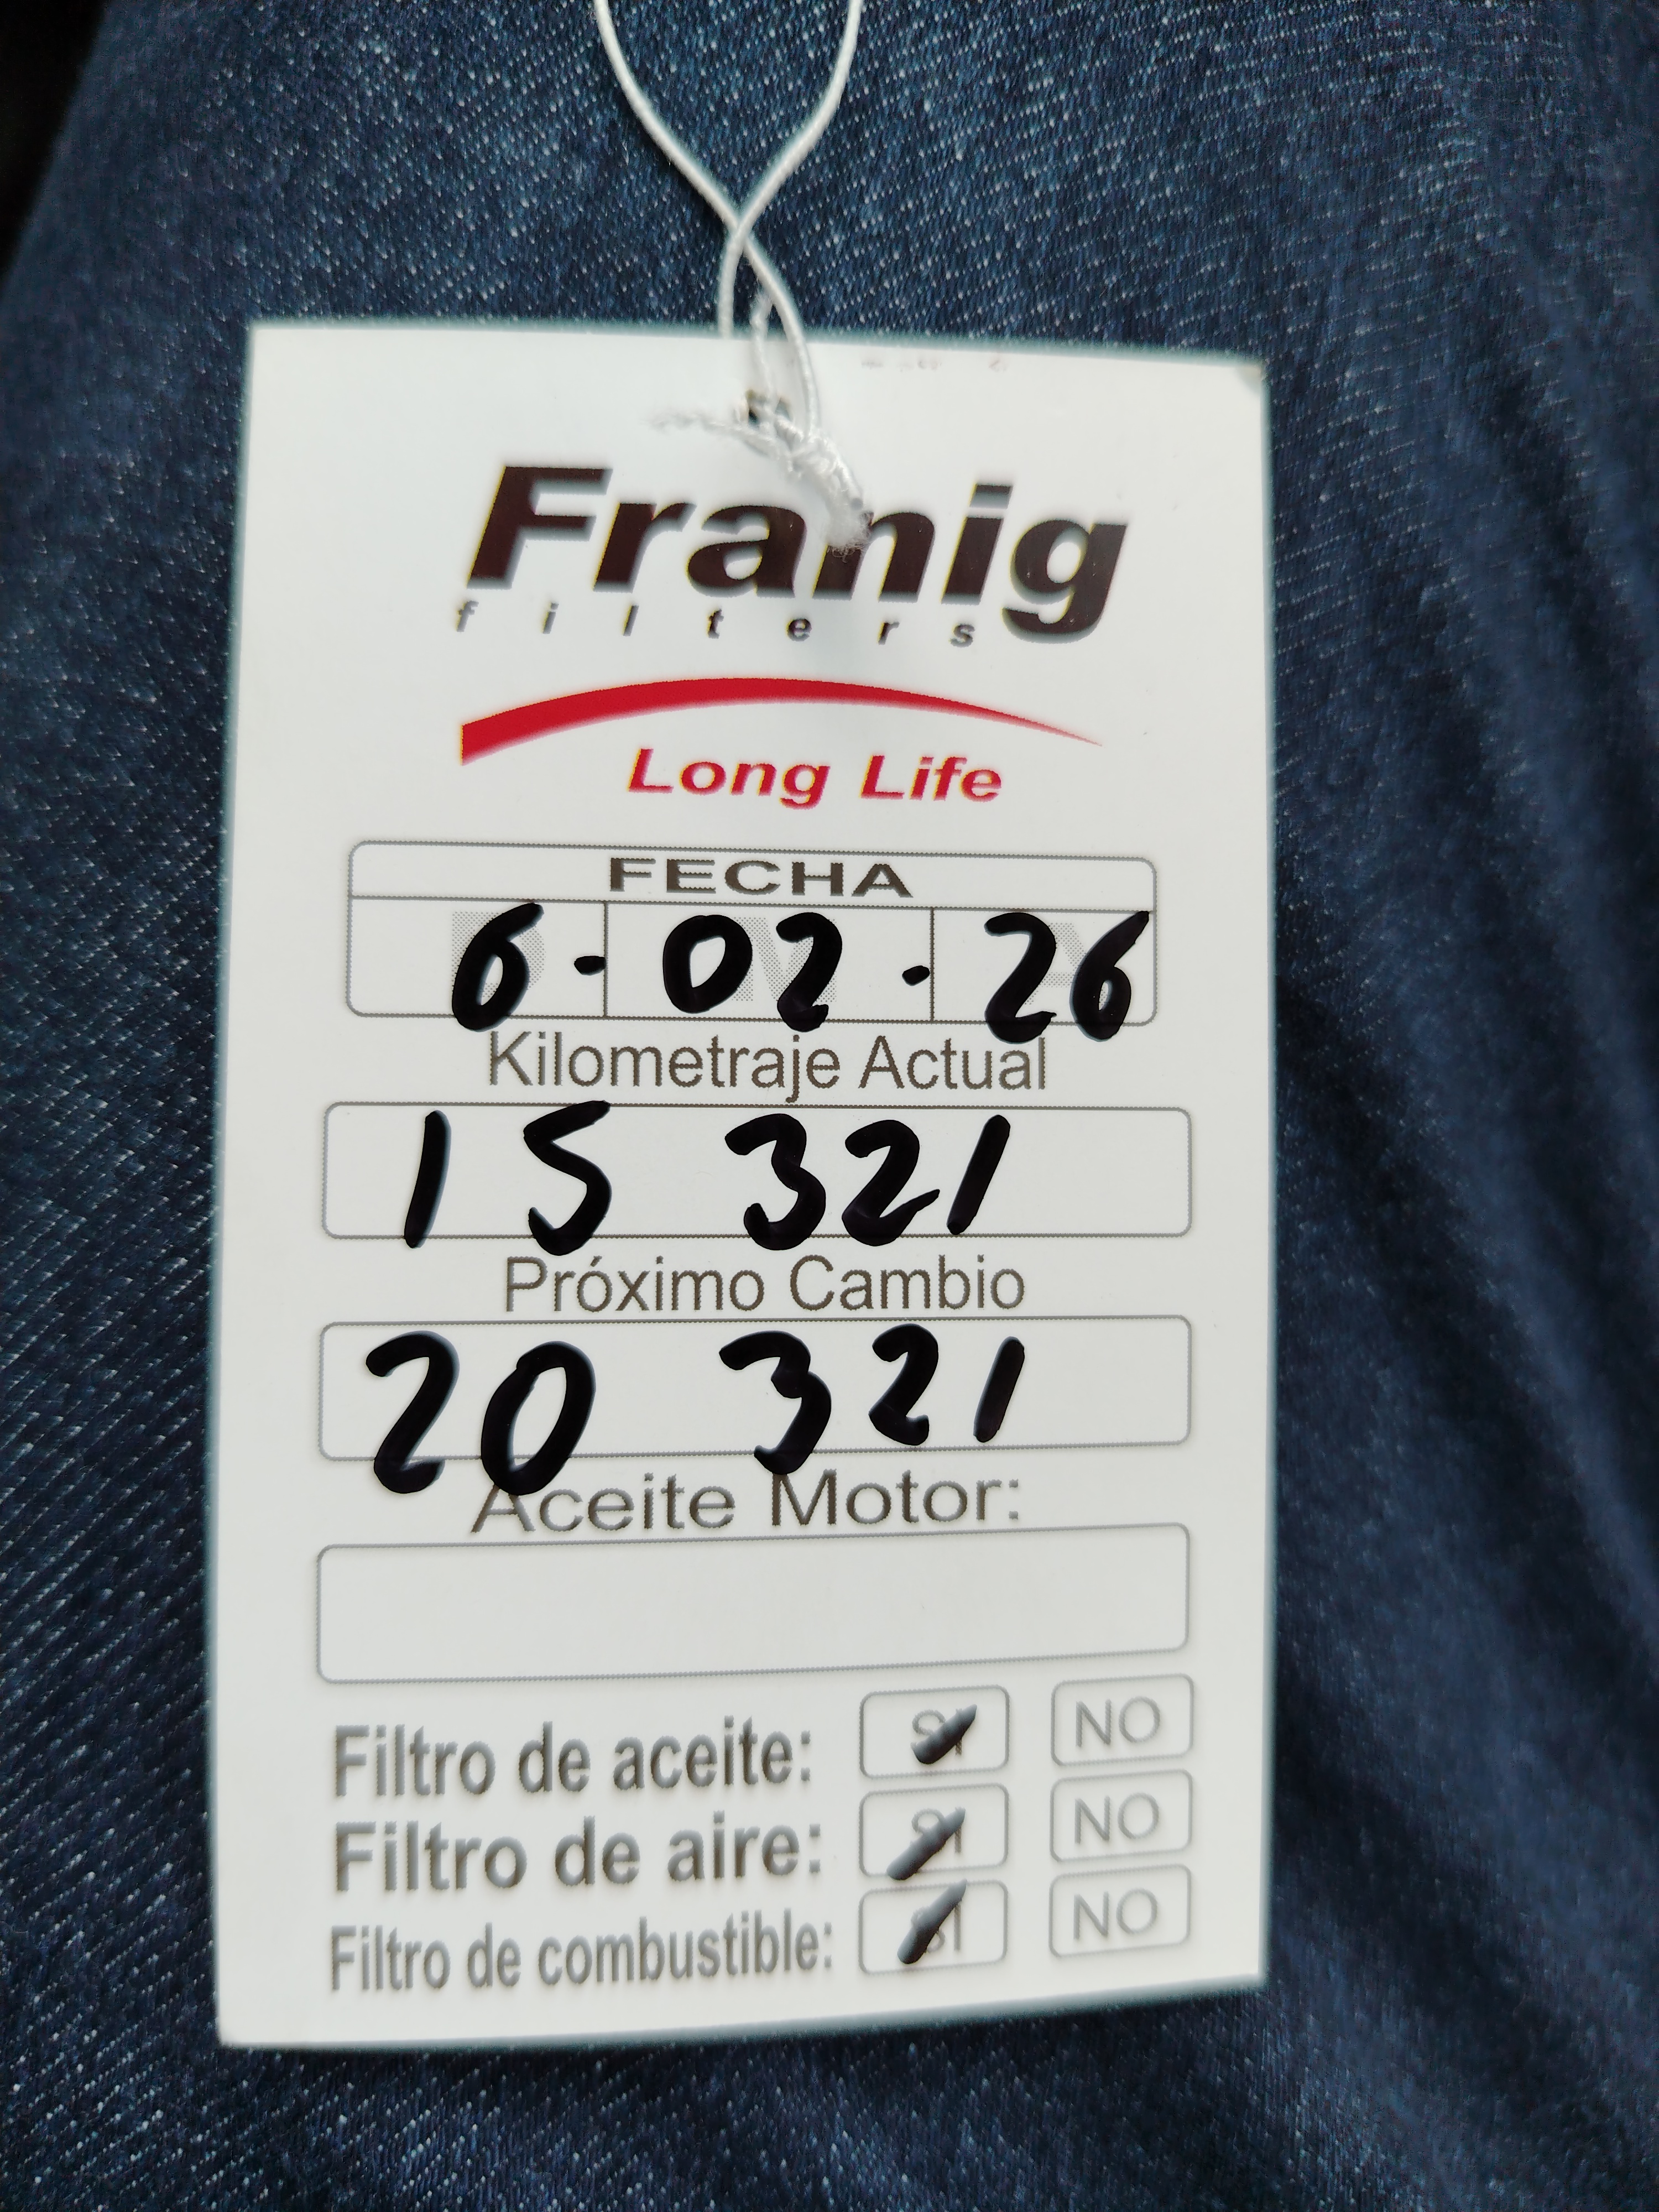 Franig
filters
Long Life
FECHA
6 · 02 · 26
Kilometraje Actual
15 321
Próximo Cambio
20 321
Aceite Motor:
Filtro de aceite: SI NO
Filtro de aire: SI NO
Filtro de combustible: SI NO